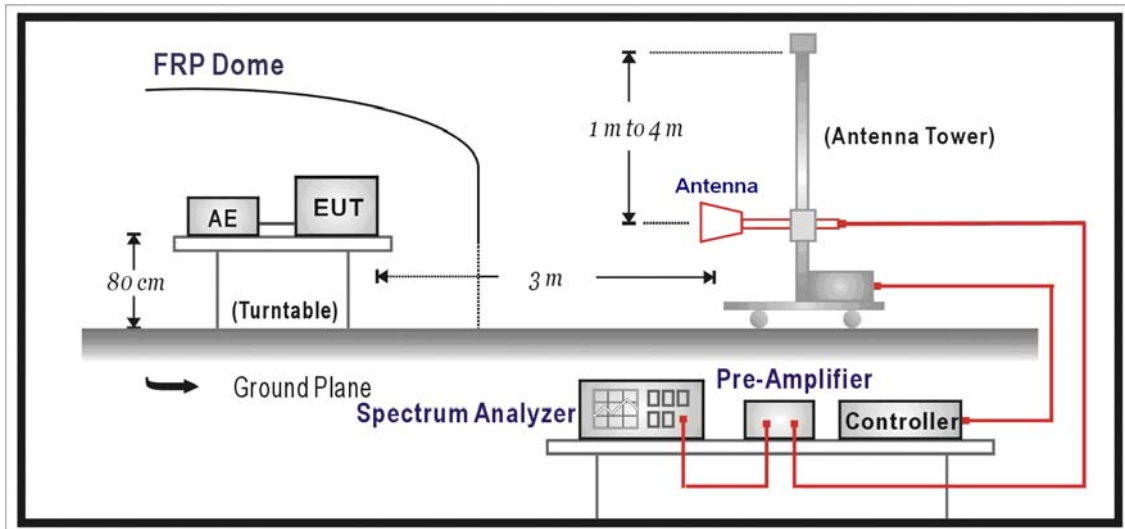 FRP Dome
1 m to 4 m
(Antenna Tower)
Antenna
AE
EUT
80 cm
3 m
(Turntable)
Ground Plane
Pre-Amplifier
Spectrum Analyzer
Controller